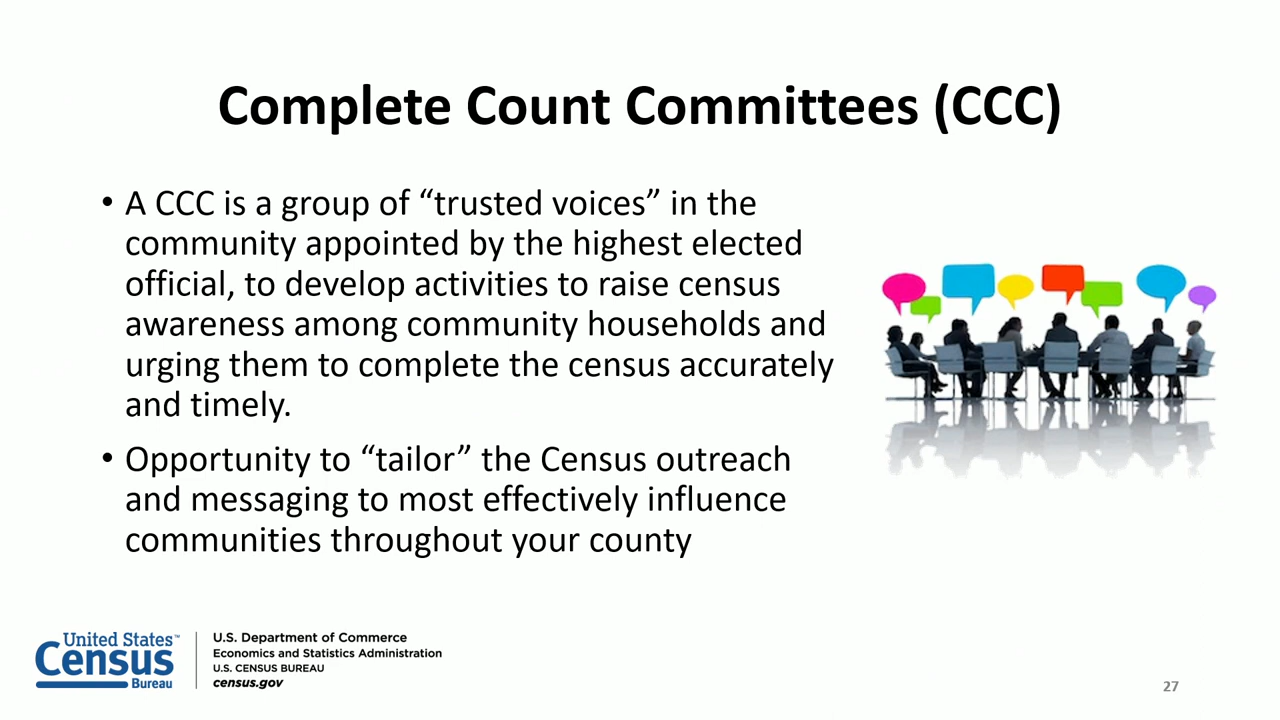 Complete Count Committees (CCC)
• A CCC is a group of “trusted voices” in the
community appointed by the highest elected
official, to develop activities to raise census
awareness among community households and
urging them to complete the census accurately
and timely.
• Opportunity to “tailor” the Census outreach
and messaging to most effectively influence
communities throughout your county
United States™
Census
Bureau
U.S. Department of Commerce
Economics and Statistics Administration
U.S. CENSUS BUREAU
census.gov
27